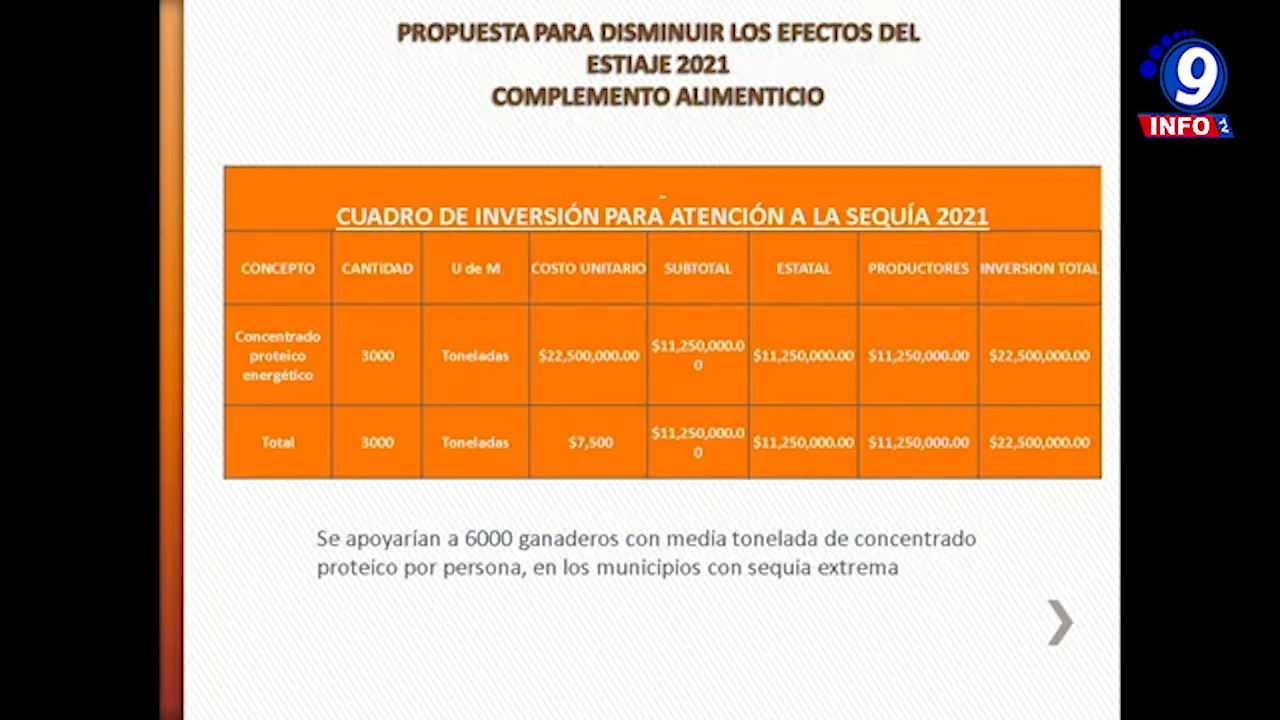 PROPUESTA PARA DISMINUIR LOS EFECTOS DEL
ESTIAJE 2021
COMPLEMENTO ALIMENTICIO
9
INFO TV
-
CUADRO DE INVERSIÓN PARA ATENCIÓN A LA SEQUÍA 2021
CONCEPTO CANTIDAD U de M COSTO UNITARIO SUBTOTAL ESTATAL PRODUCTORES INVERSION TOTAL
Concentrado
proteico
energético
3000 Toneladas $22,500,000.00
$11,250,000.0
0
$11,250,000.00 $11,250,000.00 $22,500,000.00
Total 3000 Toneladas $7,500
$11,250,000.0
0
$11,250,000.00 $11,250,000.00 $22,500,000.00
Se apoyarían a 6000 ganaderos con media tonelada de concentrado
proteico por persona, en los municipios con sequia extrema